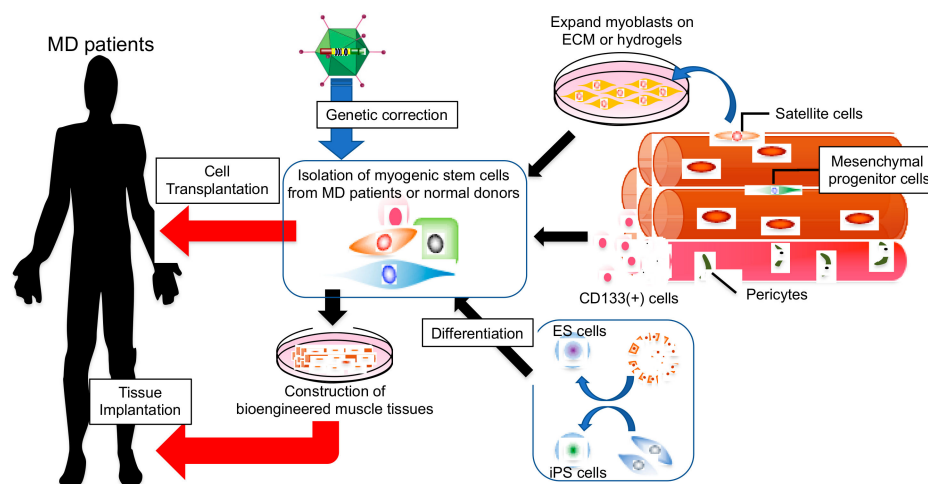 MD patients
Genetic correction
Expand myoblasts on
ECM or hydrogels
Satellite cells
Mesenchymal
progenitor cells
Cell
Transplantation
Isolation of myogenic stem cells
from MD patients or normal donors
CD133(+) cells
Pericytes
Differentiation
ES cells
iPS cells
Construction of
bioengineered muscle tissues
Tissue
Implantation